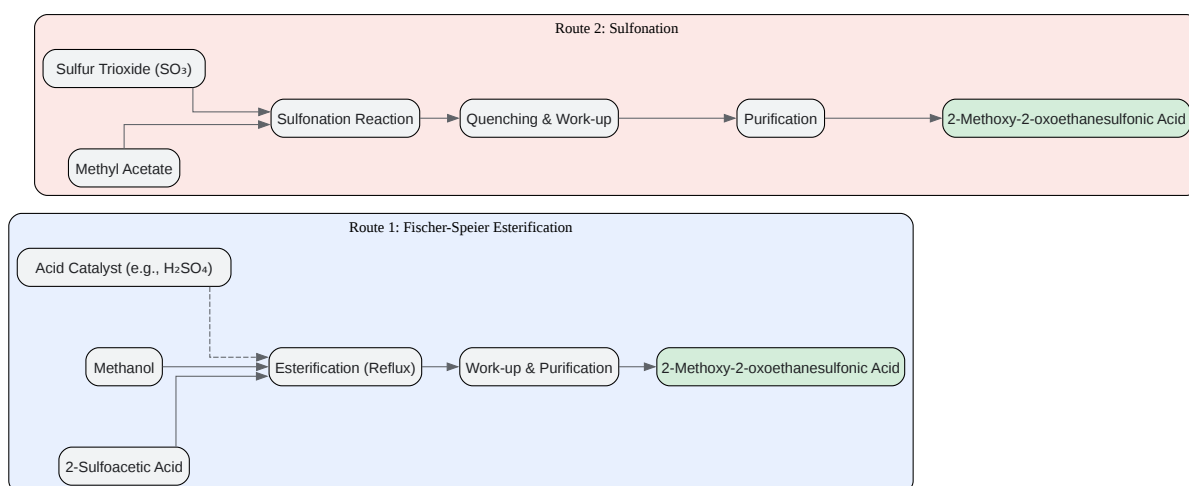 Route 2: Sulfonation
Sulfur Trioxide (SO₃)
Sulfonation Reaction
Quenching & Work-up
Purification
2-Methoxy-2-oxoethanesulfonic Acid
Methyl Acetate
Route 1: Fischer-Speier Esterification
Acid Catalyst (e.g., H₂SO₄)
Methanol
Esterification (Reflux)
Work-up & Purification
2-Methoxy-2-oxoethanesulfonic Acid
2-Sulfoacetic Acid